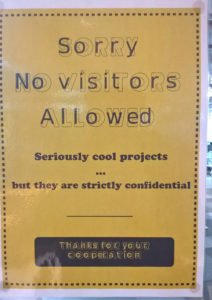 Sorry
No visitors
Allowed
Seriously cool projects
...
but they are strictly confidential
Thanks for your
cooperation